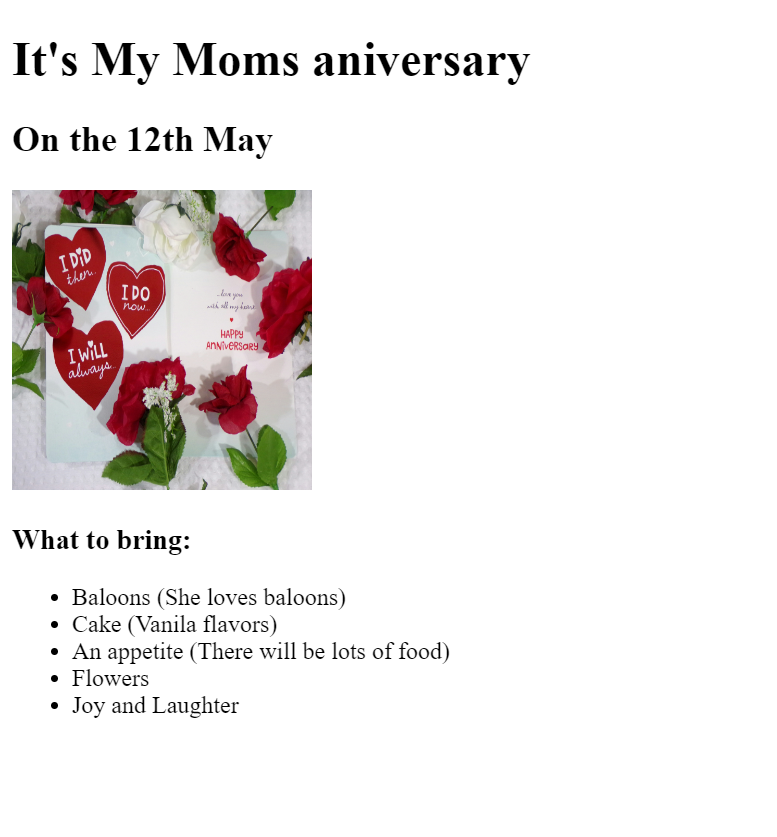 It's My Moms aniversary
On the 12th May
I DiD
then..
I DO
now...
I WiLL
always...
...love you
with all my heart.
HAPPY
ANNIVERSARY
What to bring:
Baloons (She loves baloons)
Cake (Vanila flavors)
An appetite (There will be lots of food)
Flowers
Joy and Laughter